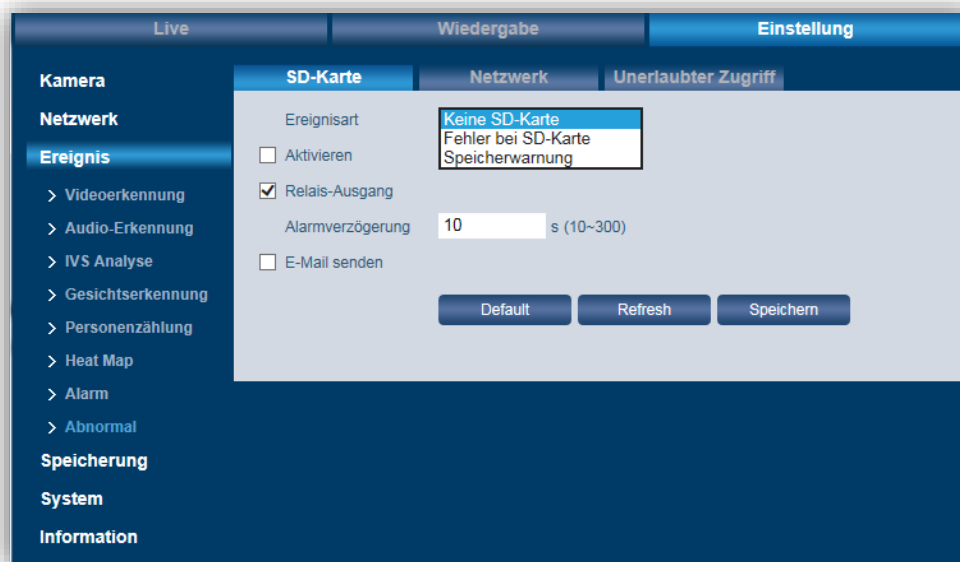 Live Wiedergabe Einstellung
Kamera
Netzwerk
Ereignis
> Videoerkennung
> Audio-Erkennung
> IVS Analyse
> Gesichtserkennung
> Personenzählung
> Heat Map
> Alarm
> Abnormal
Speicherung
System
Information
SD-Karte Netzwerk Unerlaubter Zugriff
Ereignisart Keine SD-Karte
Fehler bei SD-Karte
Aktivieren Speicherwarnung
Relais-Ausgang
Alarmverzögerung 10 s (10~300)
E-Mail senden
Default Refresh Speichern